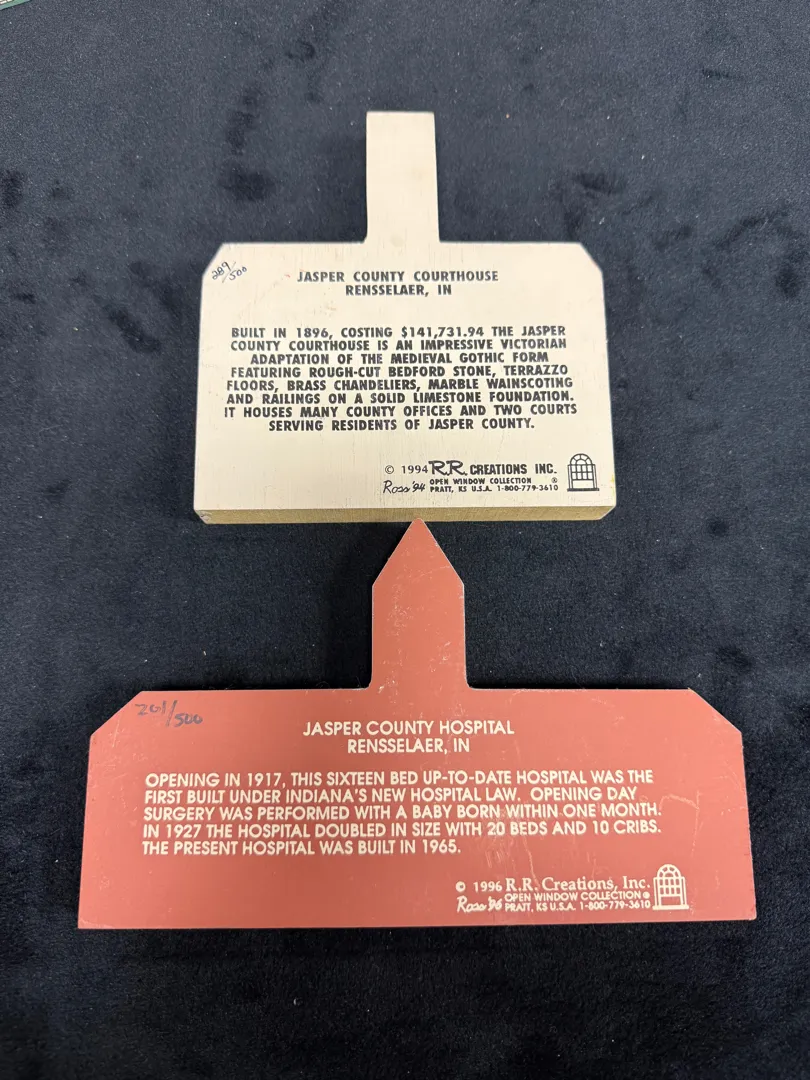 289/500
JASPER COUNTY COURTHOUSE
RENSSELAER, IN
BUILT IN 1896, COSTING $141,731.94 THE JASPER
COUNTY COURTHOUSE IS AN IMPRESSIVE VICTORIAN
ADAPTATION OF THE MEDIEVAL GOTHIC FORM
FEATURING ROUGH-CUT BEDFORD STONE, TERRAZZO
FLOORS, BRASS CHANDELIERS, MARBLE WAINSCOTING
AND RAILINGS ON A SOLID LIMESTONE FOUNDATION.
IT HOUSES MANY COUNTY OFFICES AND TWO COURTS
SERVING RESIDENTS OF JASPER COUNTY.
© 1994 R.R. CREATIONS INC.
Ross '94 OPEN WINDOW COLLECTION ®
PRATT, KS U.S.A. 1-800-779-3610
201/500
JASPER COUNTY HOSPITAL
RENSSELAER, IN
OPENING IN 1917, THIS SIXTEEN BED UP-TO-DATE HOSPITAL WAS THE
FIRST BUILT UNDER INDIANA'S NEW HOSPITAL LAW. OPENING DAY
SURGERY WAS PERFORMED WITH A BABY BORN WITHIN ONE MONTH.
IN 1927 THE HOSPITAL DOUBLED IN SIZE WITH 20 BEDS AND 10 CRIBS.
THE PRESENT HOSPITAL WAS BUILT IN 1965.
© 1996 R.R. Creations, Inc.
Ross '96 OPEN WINDOW COLLECTION ®
PRATT, KS U.S.A. 1-800-779-3610